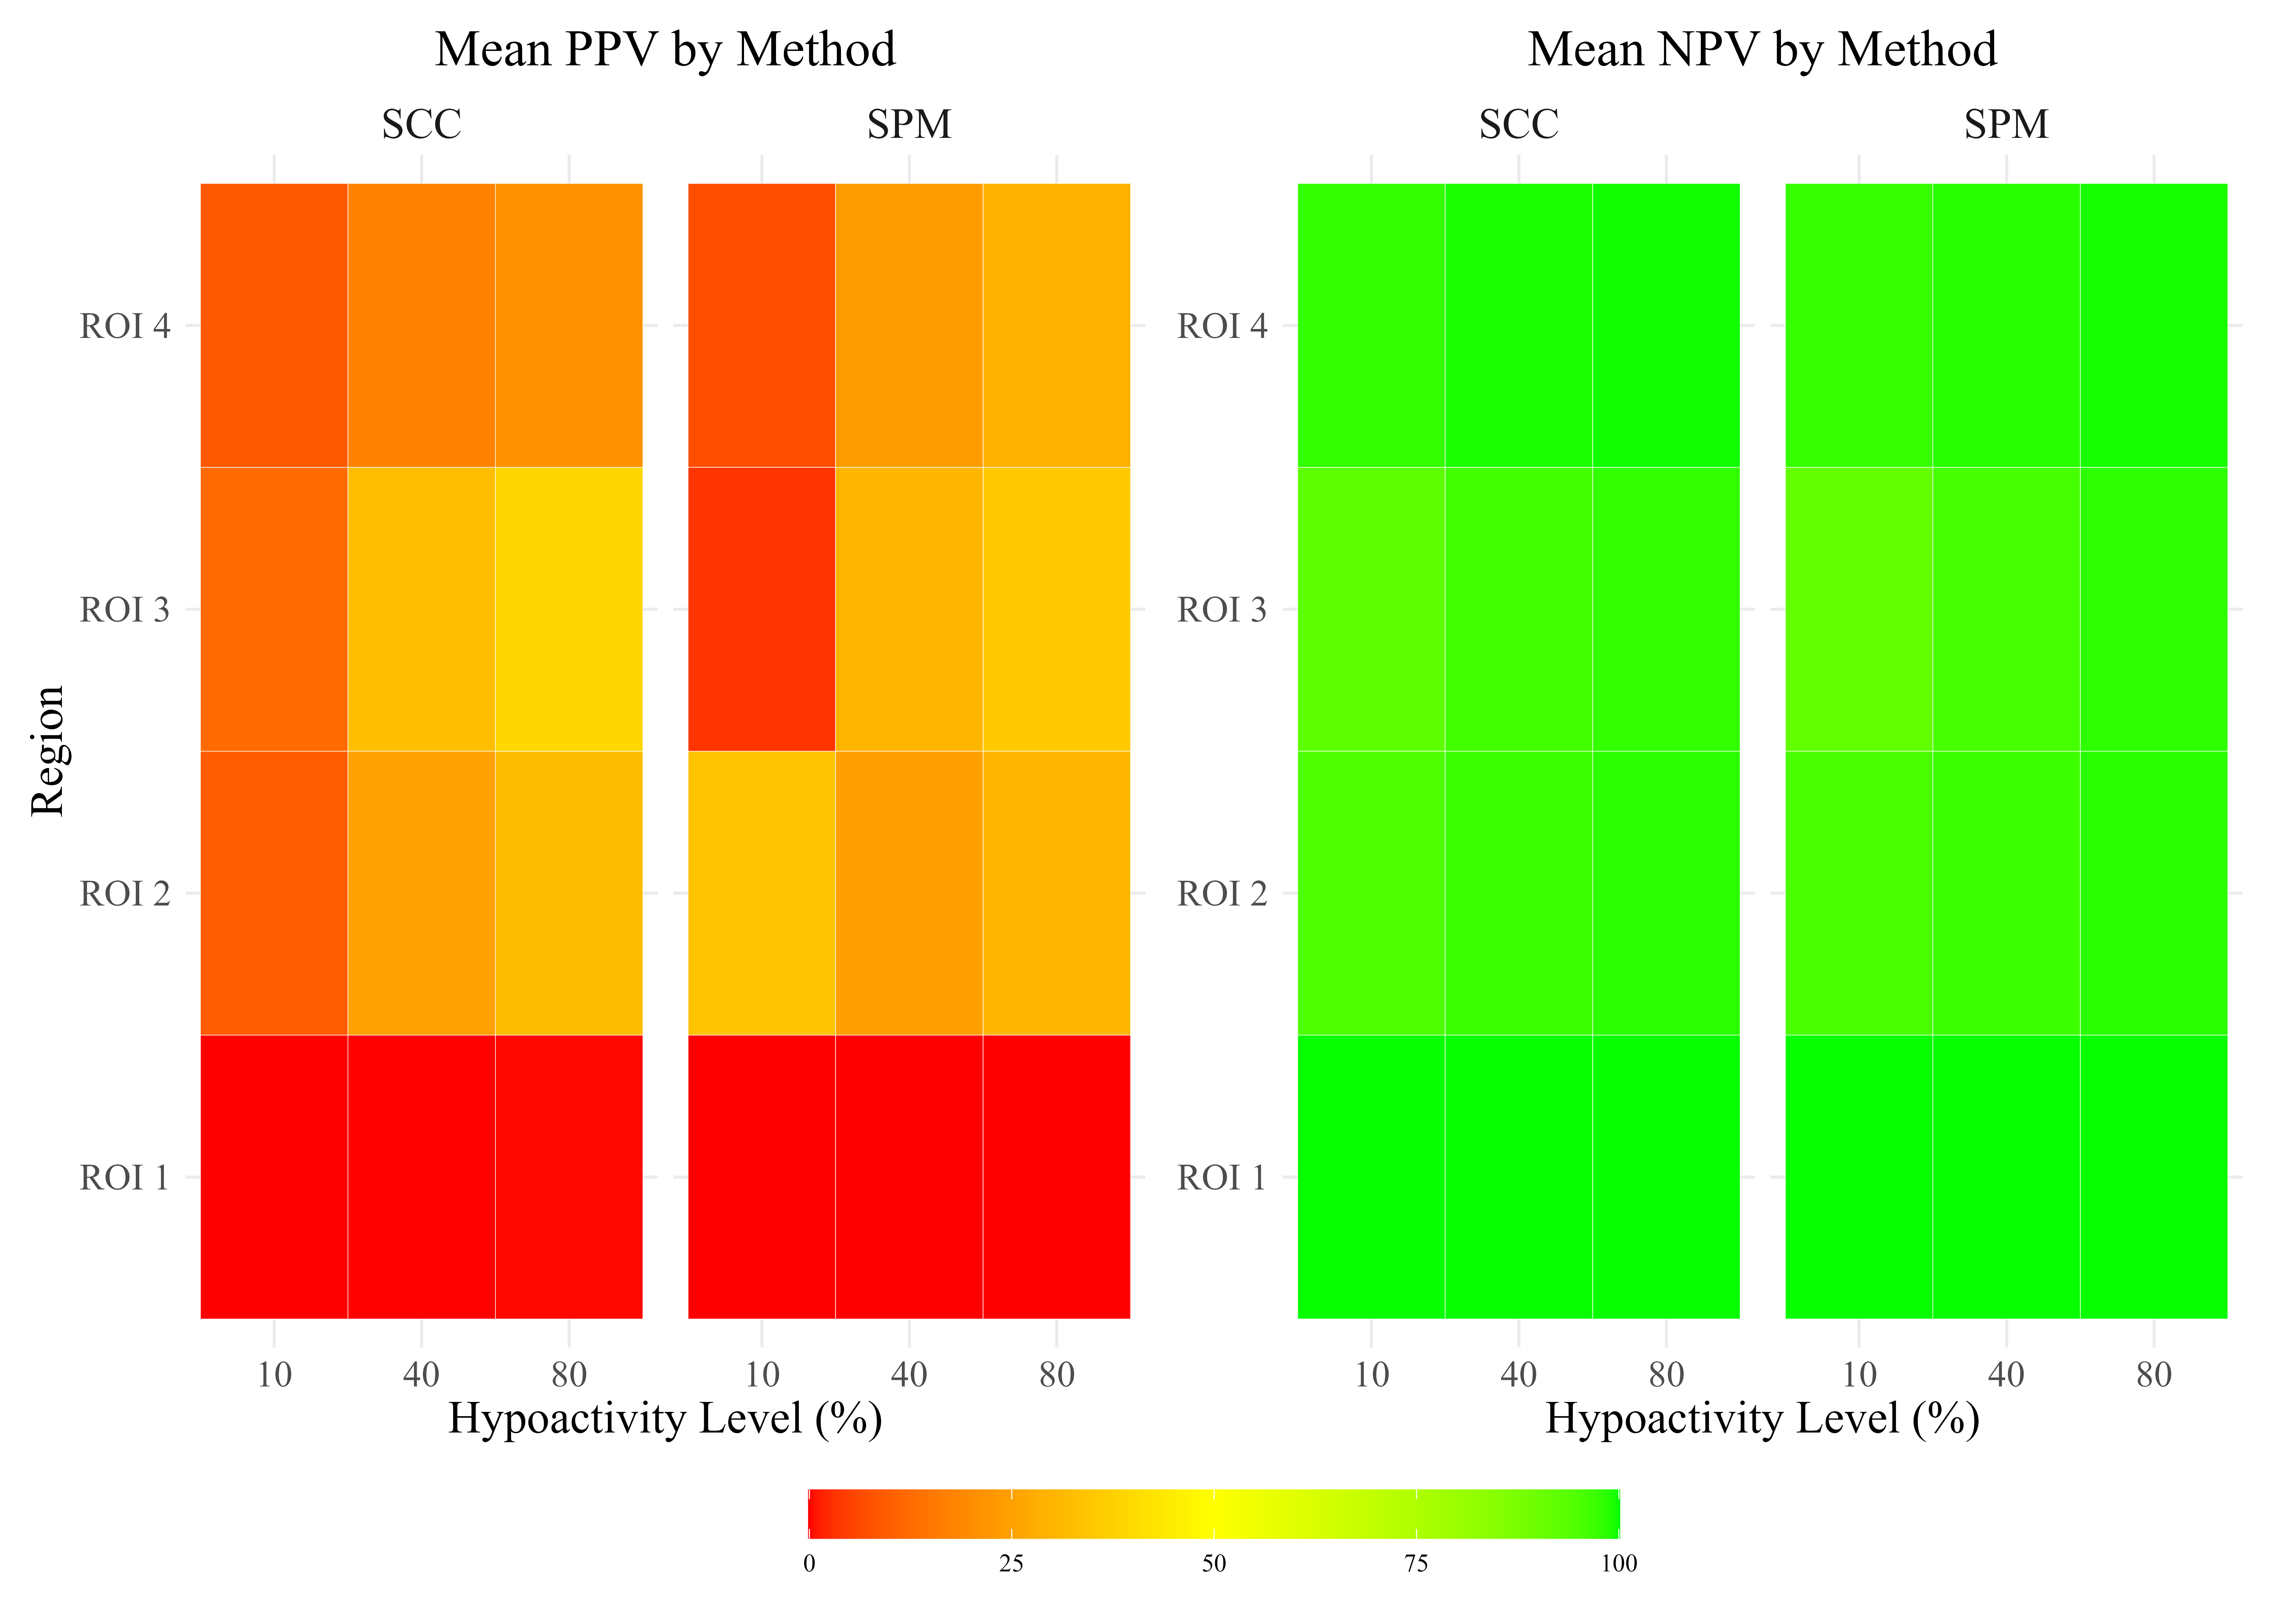 Mean PPV by Method
SCC
SPM
ROI 4
ROI 3
ROI 2
ROI 1
Region
10 40 80
10 40 80
Hypoactivity Level (%)
Mean NPV by Method
SCC
SPM
ROI 4
ROI 3
ROI 2
ROI 1
10 40 80
10 40 80
Hypoactivity Level (%)
0 25 50 75 100